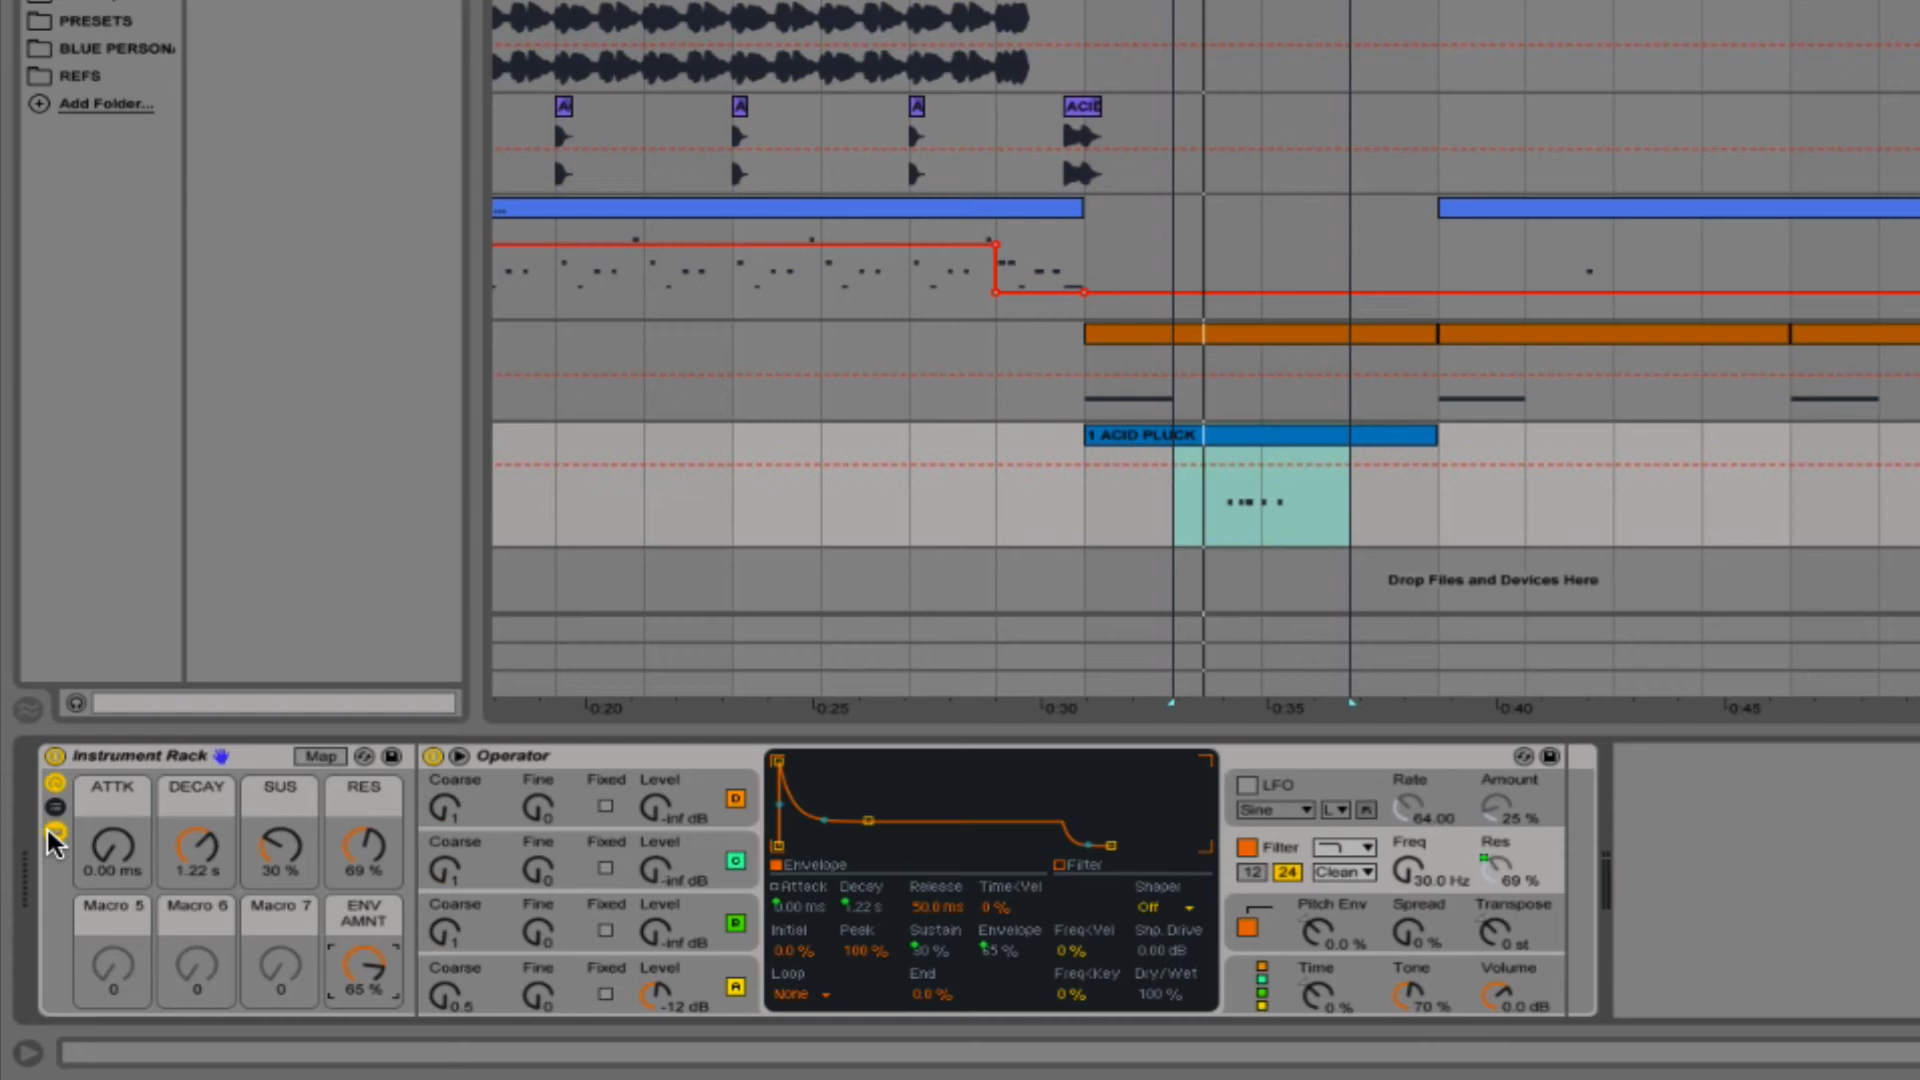 PRESETS
BLUE PERSON
REFS
Add Folder...
A
A
A
ACID
...
1 ACID PLUCK
Drop Files and Devices Here
0:20
0:25
0:30
0:35
0:40
0:45
Instrument Rack
Map
ATTK
DECAY
SUS
RES
0.00 ms
1.22 s
30 %
69 %
Macro 5
Macro 6
Macro 7
ENV AMNT
0
0
0
65 %
Operator
Coarse Fine Fixed Level
1 0 -inf dB D
Coarse Fine Fixed Level
1 0 -inf dB C
Coarse Fine Fixed Level
1 0 -inf dB B
Coarse Fine Fixed Level
0.5 0 -12 dB A
Envelope
Filter
Attack Decay Release Time<Vel Shaper
0.00 ms 1.22 s 50.0 ms 0 % Off
Initial Peak Sustain Envelope Freq<Vel Shp. Drive
0.0 % 100 % 30 % 65 % 0 % 0.00 dB
Loop End Freq<Key Dry/Wet
None 0.0 % 0 % 100 %
LFO Rate Amount
Sine L R 64.00 25 %
Filter Freq Res
12 24 Clean 30.0 Hz 69 %
Pitch Env Spread Transpose
0.0 % 0 % 0 st
Time Tone Volume
0 % 70 % 0.0 dB